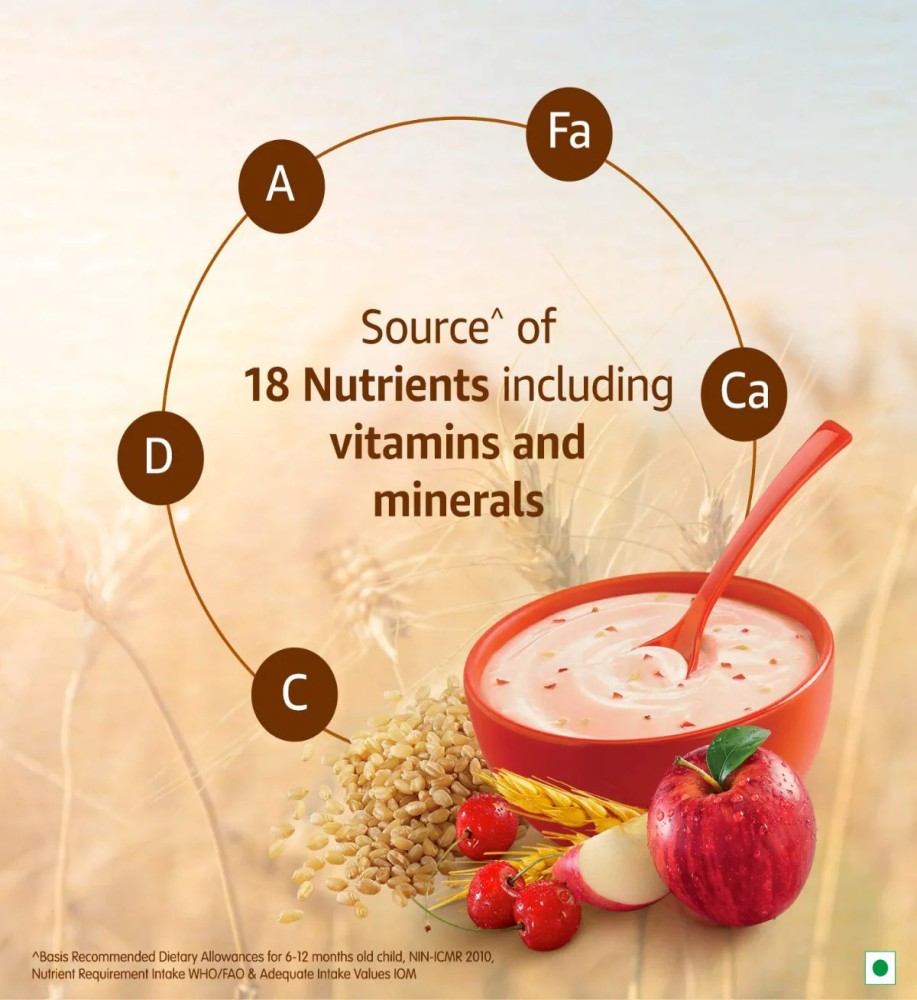 Fa
A
Source^ of
18 Nutrients including
Ca
vitamins and
D
minerals
C
^Basis Recommended Dietary Allowances for 6-12 months old child, NIN-ICMR 2010,
Nutrient Requirement Intake WHO/FAO & Adequate Intake Values IOM